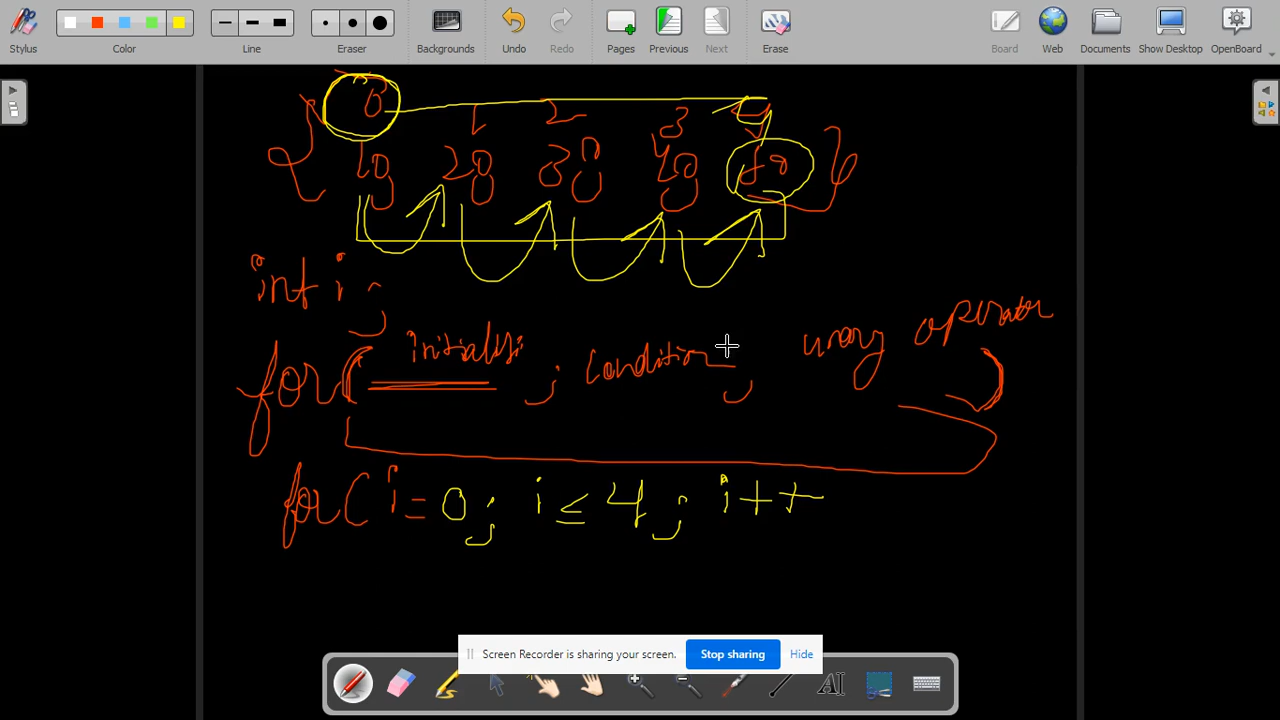 Stylus
Color
Line
Eraser
Backgrounds
Undo
Redo
Pages
Previous
Next
Erase
Board
Web
Documents
Show Desktop
OpenBoard
0 1 2 3 4
{ 10, 20, 30, 40, 50 }
int i ;
for( initialisi ; condition ; unary operator )
for( i = 0; i ≤ 4 ; i++
Screen Recorder is sharing your screen.
Stop sharing
Hide
AI